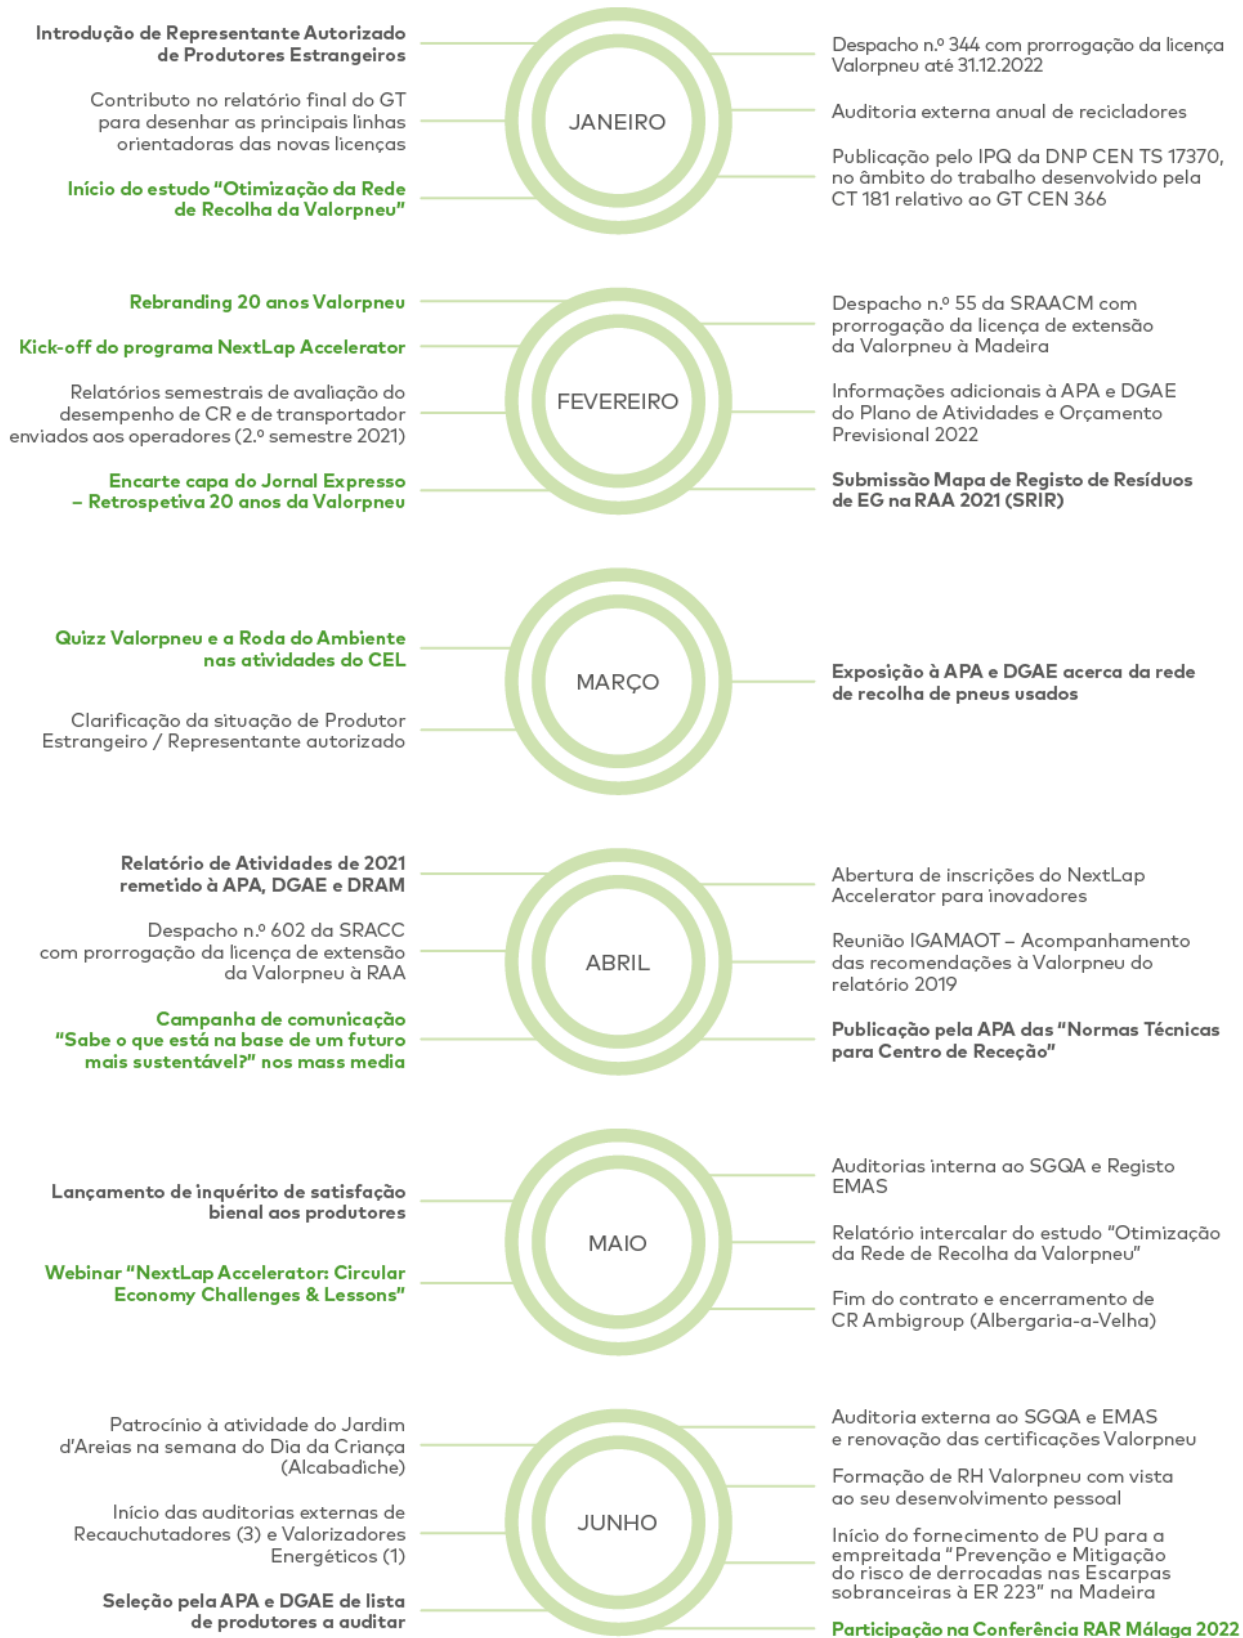 Introdução de Representante Autorizado
de Produtores Estrangeiros
Contributo no relatório final do GT
para desenhar as principais linhas
orientadoras das novas licenças
Início do estudo “Otimização da Rede
de Recolha da Valorpneu”
JANEIRO
Despacho n.º 344 com prorrogação da licença
Valorpneu até 31.12.2022
Auditoria externa anual de recicladores
Publicação pelo IPQ da DNP CEN TS 17370,
no âmbito do trabalho desenvolvido pela
CT 181 relativo ao GT CEN 366
Rebranding 20 anos Valorpneu
Kick-off do programa NextLap Accelerator
Relatórios semestrais de avaliação do
desempenho de CR e de transportador
enviados aos operadores (2.º semestre 2021)
Encarte capa do Jornal Expresso
– Retrospetiva 20 anos da Valorpneu
FEVEREIRO
Despacho n.º 55 da SRAACM com
prorrogação da licença de extensão
da Valorpneu à Madeira
Informações adicionais à APA e DGAE
do Plano de Atividades e Orçamento
Previsional 2022
Submissão Mapa de Registo de Resíduos
de EG na RAA 2021 (SRIR)
Quizz Valorpneu e a Roda do Ambiente
nas atividades do CEL
Clarificação da situação de Produtor
Estrangeiro / Representante autorizado
MARÇO
Exposição à APA e DGAE acerca da rede
de recolha de pneus usados
Relatório de Atividades de 2021
remetido à APA, DGAE e DRAM
Despacho n.º 602 da SRACC
com prorrogação da licença de extensão
da Valorpneu à RAA
Campanha de comunicação
“Sabe o que está na base de um futuro
mais sustentável?” nos mass media
ABRIL
Abertura de inscrições do NextLap
Accelerator para inovadores
Reunião IGAMAOT – Acompanhamento
das recomendações à Valorpneu do
relatório 2019
Publicação pela APA das “Normas Técnicas
para Centro de Receção”
Lançamento de inquérito de satisfação
bienal aos produtores
Webinar “NextLap Accelerator: Circular
Economy Challenges & Lessons”
MAIO
Auditorias interna ao SGQA e Registo
EMAS
Relatório intercalar do estudo “Otimização
da Rede de Recolha da Valorpneu”
Fim do contrato e encerramento de
CR Ambigroup (Albergaria-a-Velha)
Patrocínio à atividade do Jardim
d’Areias na semana do Dia da Criança
(Alcabadiche)
Início das auditorias externas de
Recauchutadores (3) e Valorizadores
Energéticos (1)
Seleção pela APA e DGAE de lista
de produtores a auditar
JUNHO
Auditoria externa ao SGQA e EMAS
e renovação das certificações Valorpneu
Formação de RH Valorpneu com vista
ao seu desenvolvimento pessoal
Início do fornecimento de PU para a
empreitada “Prevenção e Mitigação
do risco de derrocadas nas Escarpas
sobranceiras à ER 223” na Madeira
Participação na Conferência RAR Málaga 2022